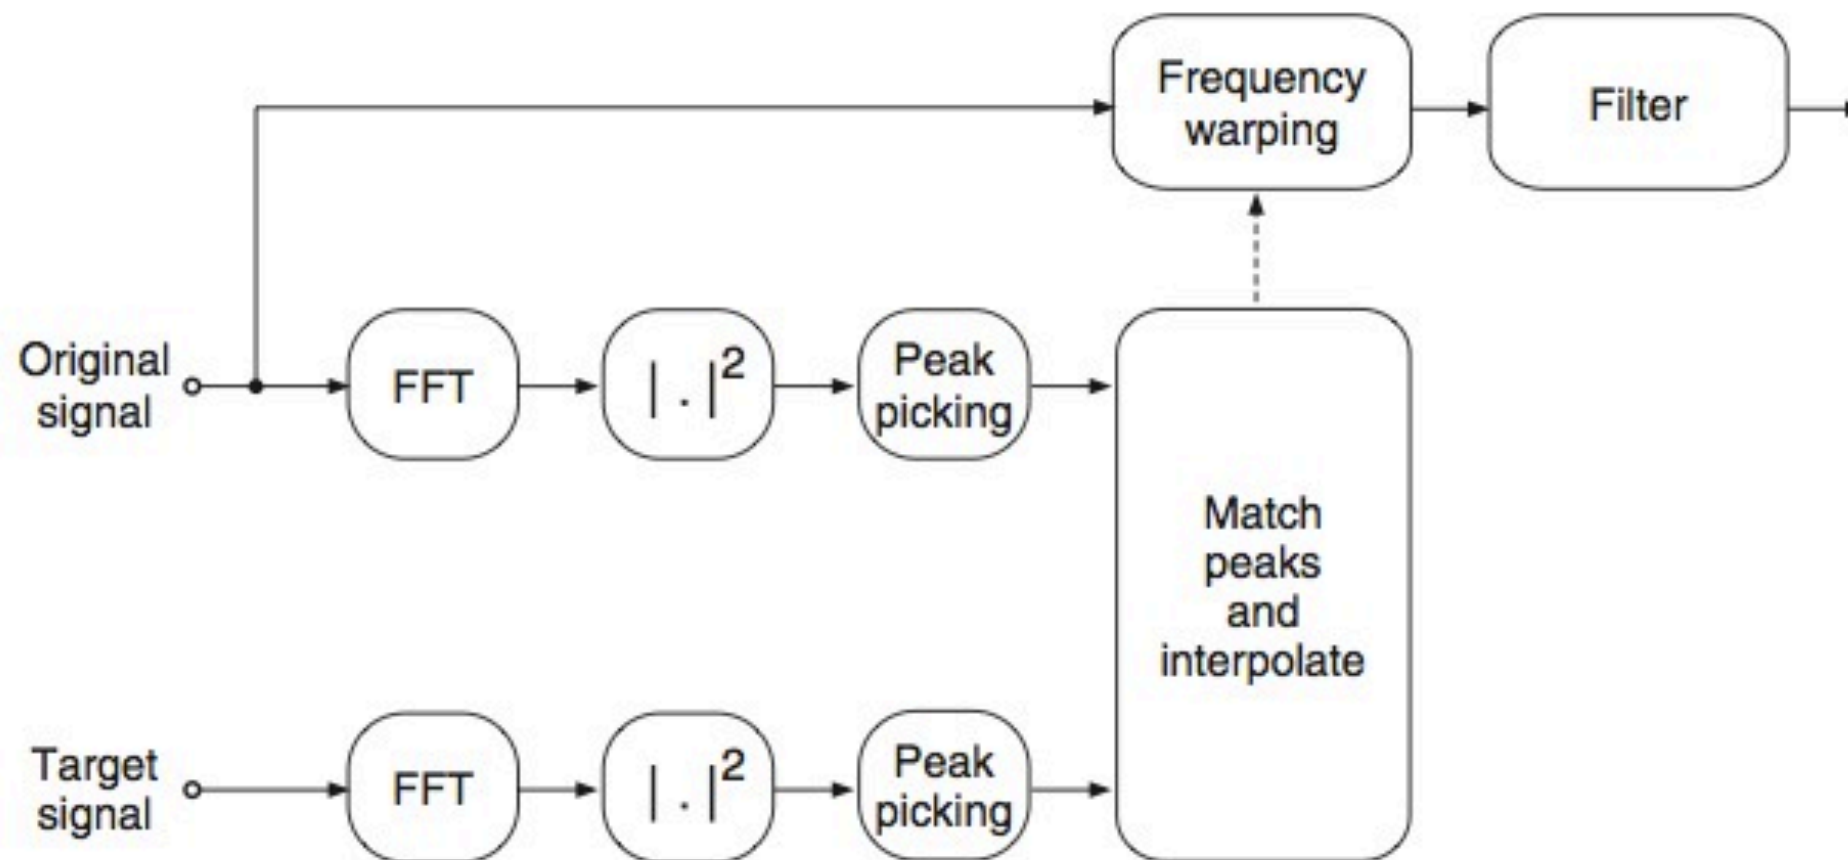 Frequency
warping
Filter
Original
signal
FFT
| . |²
Peak
picking
Match
peaks
and
interpolate
Target
signal
FFT
| . |²
Peak
picking